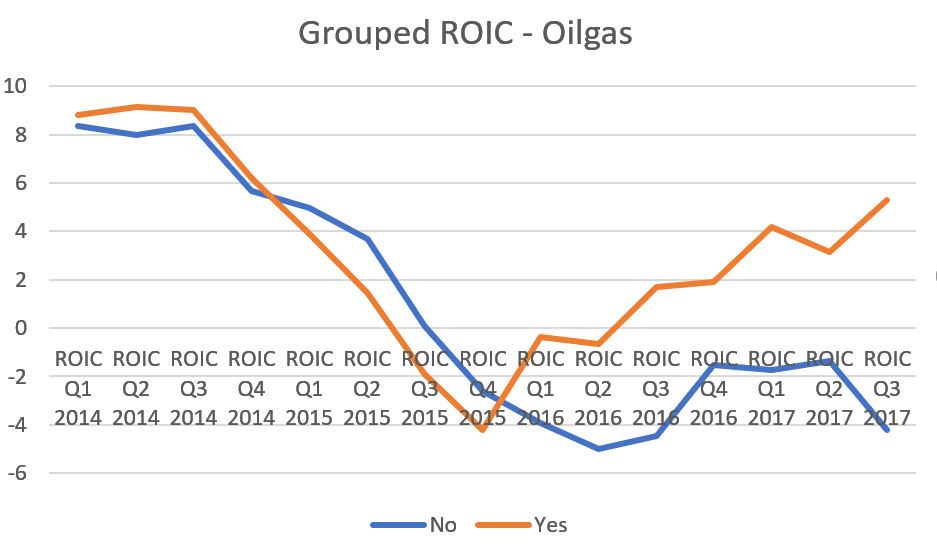 Grouped ROIC - Oilgas
10
8
6
4
2
0
-2
-4
-6
ROIC ROIC ROIC ROIC ROIC ROIC ROIC ROIC ROIC ROIC ROIC ROIC ROIC ROIC ROIC
Q1 Q2 Q3 Q4 Q1 Q2 Q3 Q4 Q1 Q2 Q3 Q4 Q1 Q2 Q3
2014 2014 2014 2014 2015 2015 2015 2015 2016 2016 2016 2016 2017 2017 2017
No Yes